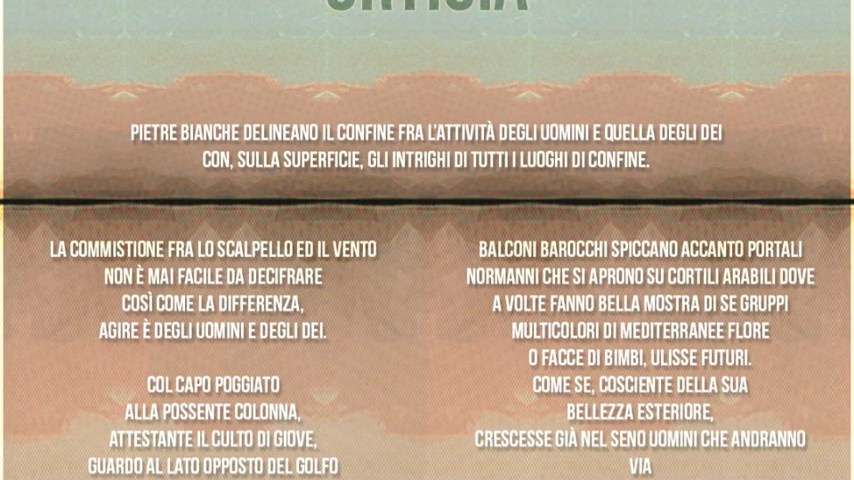 ORTIGIA
PIETRE BIANCHE DELINEANO IL CONFINE FRA L'ATTIVITÀ DEGLI UOMINI E QUELLA DEGLI DEI
CON, SULLA SUPERFICIE, GLI INTRIGHI DI TUTTI I LUOGHI DI CONFINE.
LA COMMISTIONE FRA LO SCALPELLO ED IL VENTO
NON È MAI FACILE DA DECIFRARE
COSÌ COME LA DIFFERENZA,
AGIRE È DEGLI UOMINI E DEGLI DEI.
COL CAPO POGGIATO
ALLA POSSENTE COLONNA,
ATTESTANTE IL CULTO DI GIOVE,
GUARDO AL LATO OPPOSTO DEL GOLFO
BALCONI BAROCCHI SPICCANO ACCANTO PORTALI
NORMANNI CHE SI APRONO SU CORTILI ARABILI DOVE
A VOLTE FANNO BELLA MOSTRA DI SE GRUPPI
MULTICOLORI DI MEDITERRANEE FLORE
O FACCE DI BIMBI, ULISSE FUTURI.
COME SE, COSCIENTE DELLA SUA
BELLEZZA ESTERIORE,
CRESCESSE GIÀ NEL SENO UOMINI CHE ANDRANNO
VIA